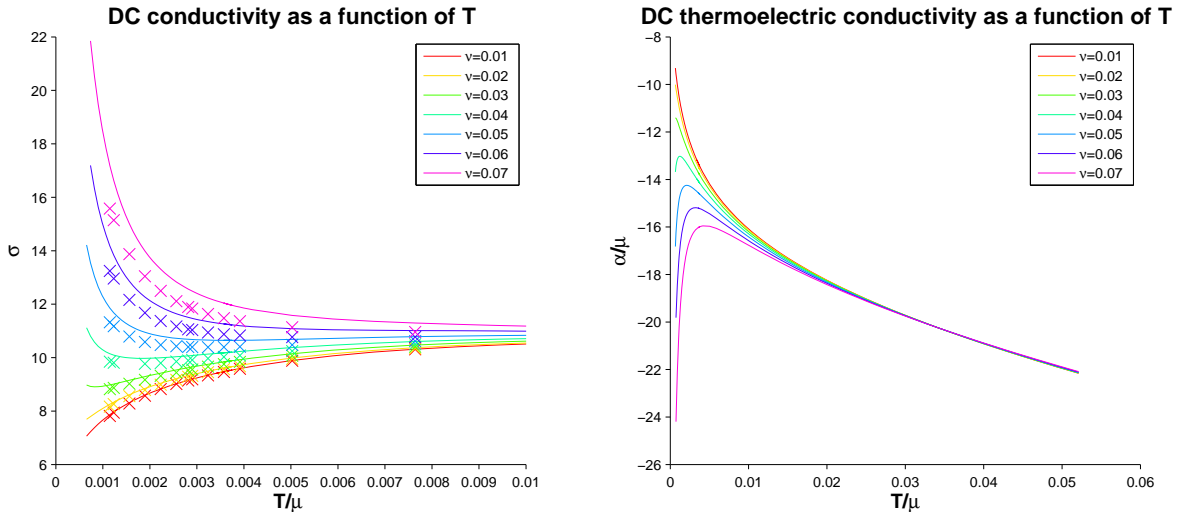 DC conductivity as a function of T
22
20
18
16
14
12
10
8
6
σ
0
0.001
0.002
0.003
0.004
0.005
0.006
0.007
0.008
0.009
0.01
T/μ
ν=0.01
ν=0.02
ν=0.03
ν=0.04
ν=0.05
ν=0.06
ν=0.07
DC thermoelectric conductivity as a function of T
−8
−10
−12
−14
−16
−18
−20
−22
−24
−26
α/μ
0
0.01
0.02
0.03
0.04
0.05
0.06
T/μ
ν=0.01
ν=0.02
ν=0.03
ν=0.04
ν=0.05
ν=0.06
ν=0.07